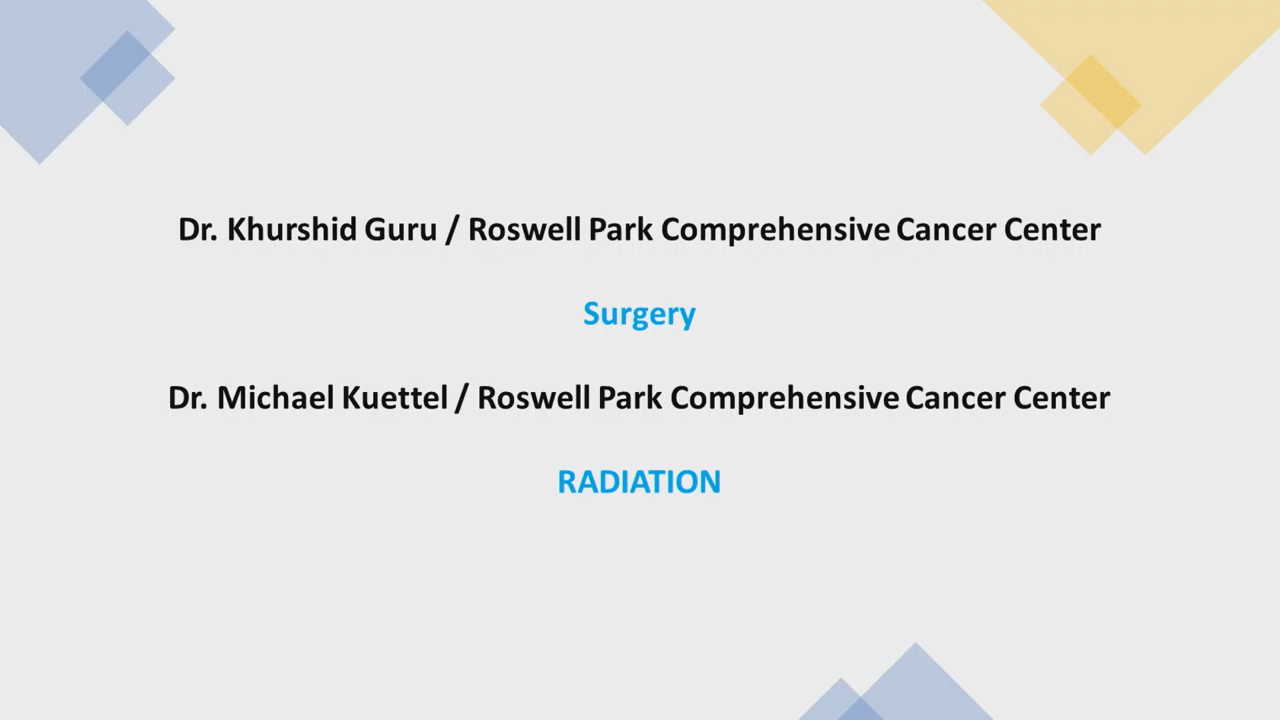 Dr. Khurshid Guru / Roswell Park Comprehensive Cancer Center
Surgery
Dr. Michael Kuettel / Roswell Park Comprehensive Cancer Center
RADIATION